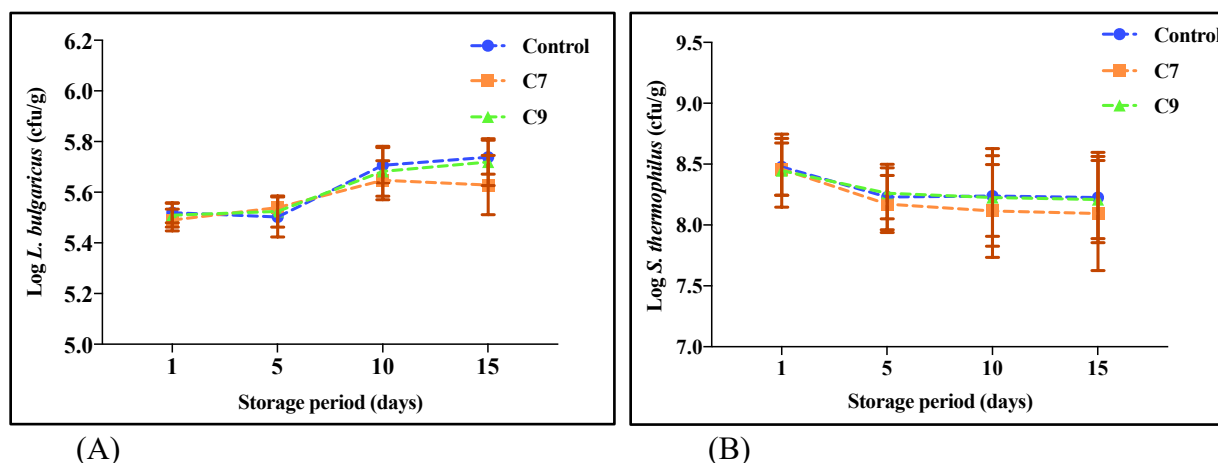 6.2
6.0
5.8
5.6
5.4
5.2
5.0
Log L. bulgaricus (cfu/g)
Control
C7
C9
1 5 10 15
Storage period (days)
(A)
9.5
9.0
8.5
8.0
7.5
7.0
Log S. thermophilus (cfu/g)
Control
C7
C9
1 5 10 15
Storage period (days)
(B)